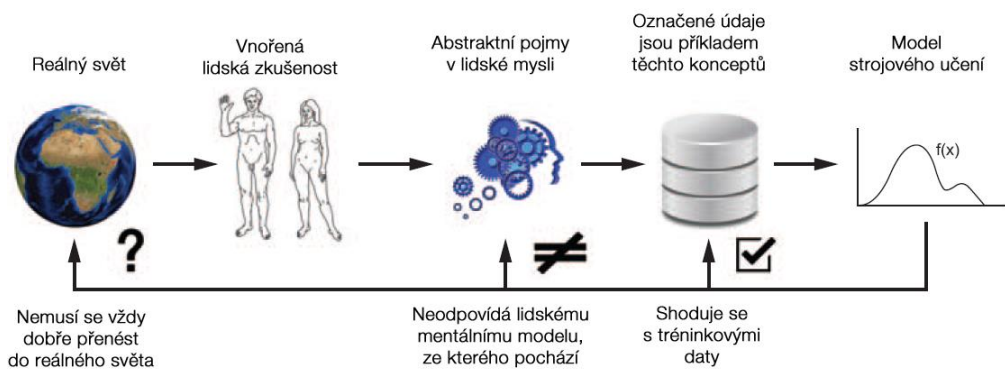 Reálný svět
Vnořená
lidská zkušenost
Abstraktní pojmy
v lidské mysli
Označené údaje
jsou příkladem
těchto konceptů
Model
strojového učení
f(x)
?
≠
Nemusí se vždy
dobře přenést
do reálného světa
Neodpovídá lidskému
mentálnímu modelu,
ze kterého pochází
Shoduje se
s tréninkovými
daty